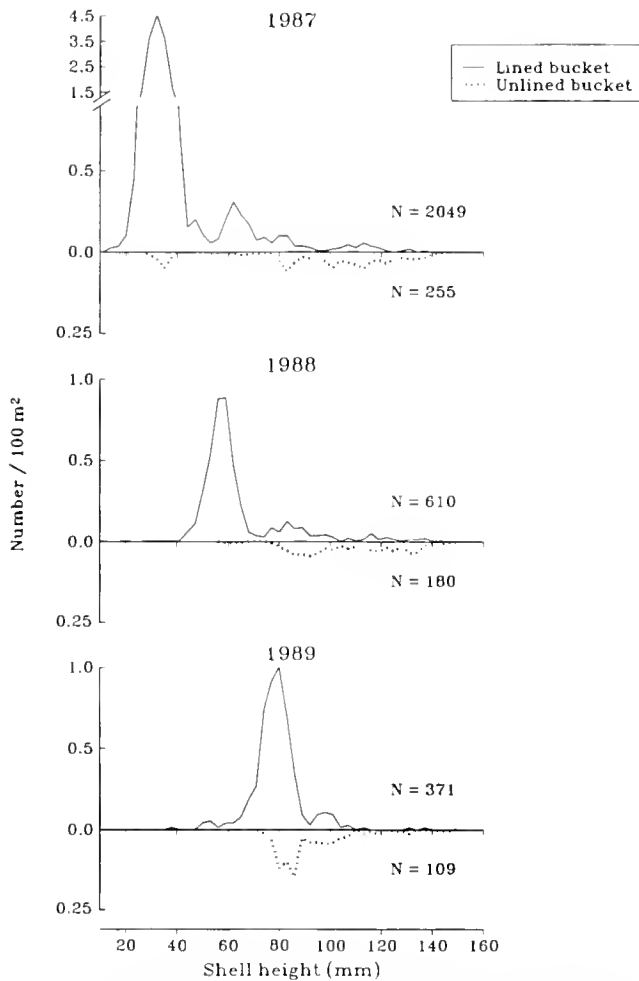 1987
Lined bucket
Unlined bucket
4.5
3.5
2.5
1.5
0.5
0.0
0.25
N = 2049
N = 255
1988
1.0
0.5
0.0
0.25
N = 610
N = 180
Number / 100 m²
1989
1.0
0.5
0.0
0.25
N = 371
N = 109
20 40 60 80 100 120 140 160
Shell height (mm)